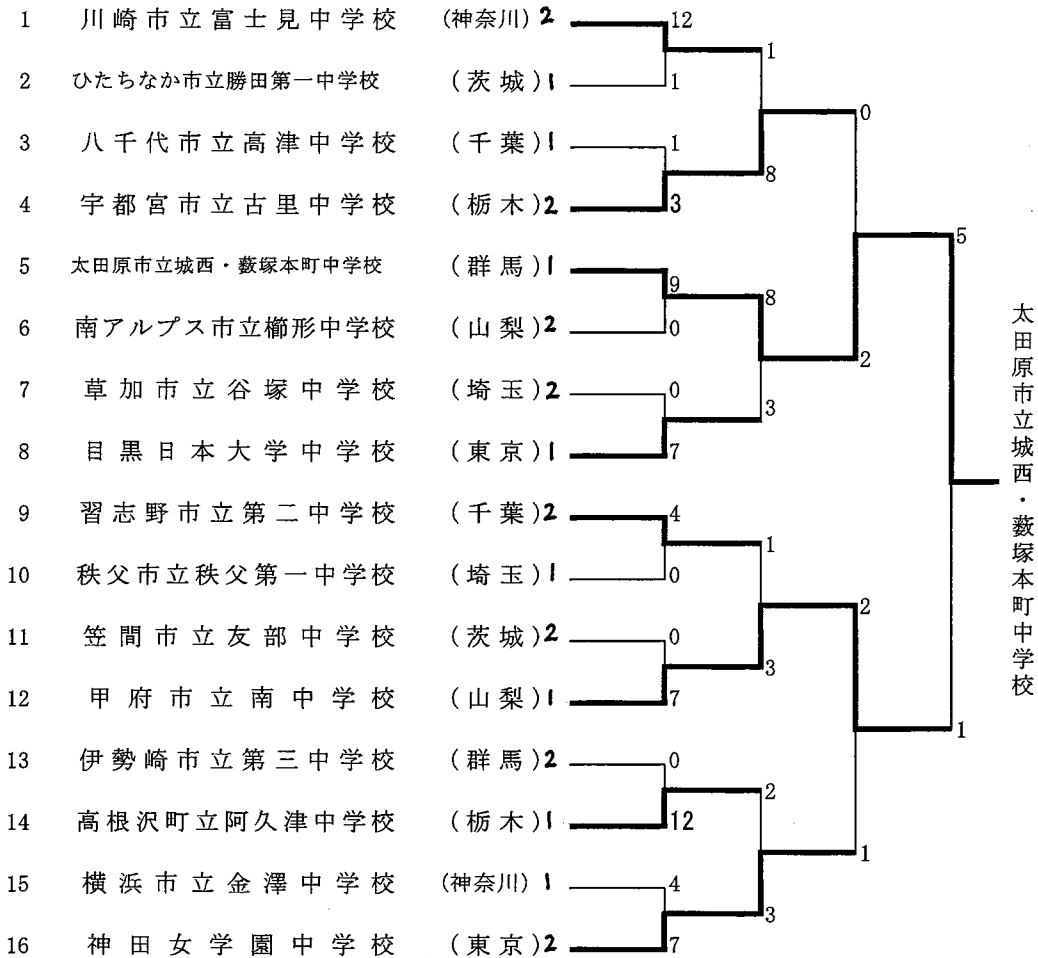 1 川崎市立富士見中学校 (神奈川) 2 12
1
2 ひたちなか市立勝田第一中学校 (茨城) 1 1
0
3 八千代市立高津中学校 (千葉) 1 1
8
4 宇都宮市立古里中学校 (栃木) 2 3
5
5 太田原市立城西・藪塚本町中学校 (群馬) 1 9
8
6 南アルプス市立櫛形中学校 (山梨) 2 0
2
7 草加市立谷塚中学校 (埼玉) 2 0
3
8 目黒日本大学中学校 (東京) 1 7
太田原市立城西・藪塚本町中学校
9 習志野市立第二中学校 (千葉) 2 4
1
10 秩父市立秩父第一中学校 (埼玉) 1 0
2
11 笠間市立友部中学校 (茨城) 2 0
3
12 甲府市立南中学校 (山梨) 1 7
1
13 伊勢崎市立第三中学校 (群馬) 2 0
2
14 高根沢町立阿久津中学校 (栃木) 1 12
1
15 横浜市立金澤中学校 (神奈川) 1 4
3
16 神田女学園中学校 (東京) 2 7